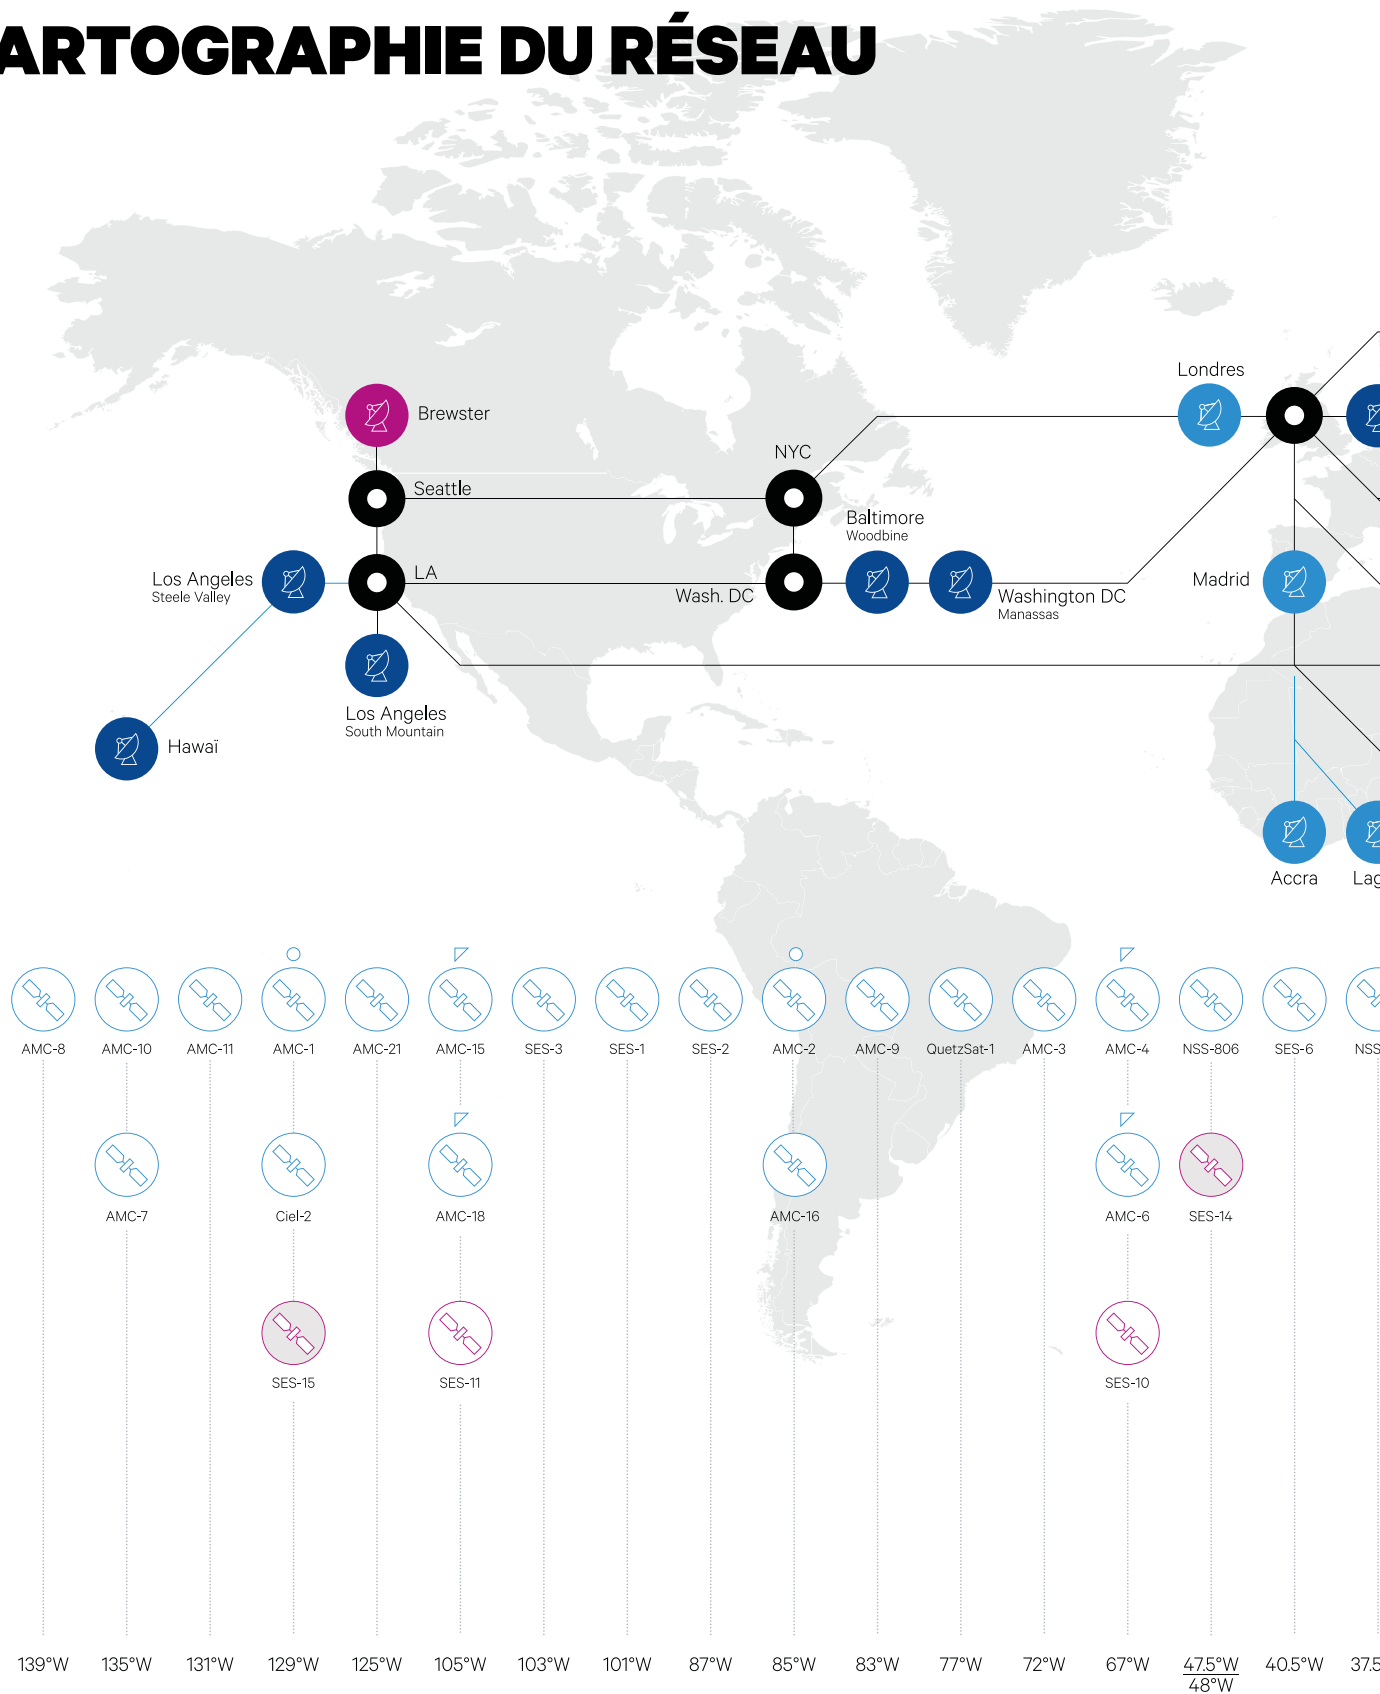 ARTOGRAPHIE DU RÉSEAU
Londres
Brewster
NYC
Seattle
Baltimore
Woodbine
LA
Los Angeles
Steele Valley
Wash. DC
Washington DC
Manassas
Madrid
Los Angeles
South Mountain
Hawaï
Accra
Lag
AMC-8
AMC-10
AMC-11
AMC-1
AMC-21
AMC-15
SES-3
SES-1
SES-2
AMC-2
AMC-9
QuetzSat-1
AMC-3
AMC-4
NSS-806
SES-6
NSS
AMC-7
Ciel-2
AMC-18
AMC-16
AMC-6
SES-14
SES-15
SES-11
SES-10
139°W
135°W
131°W
129°W
125°W
105°W
103°W
101°W
87°W
85°W
83°W
77°W
72°W
67°W
47.5°W
48°W
40.5°W
37.5